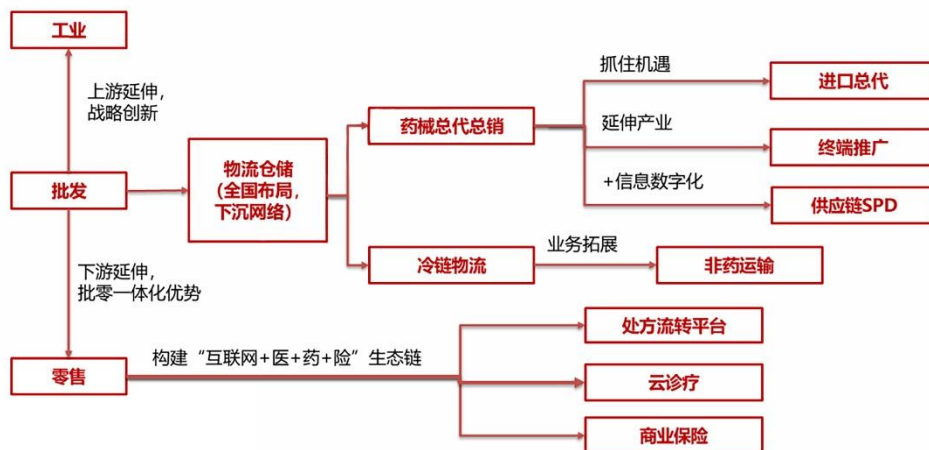 工业
上游延伸，
战略创新
批发
下游延伸，
批零一体化优势
零售
物流仓储
（全国布局，
下沉网络）
药械总代总销
抓住机遇
进口总代
延伸产业
终端推广
+信息数字化
供应链SPD
冷链物流
业务拓展
非药运输
构建“互联网+医+药+险”生态链
处方流转平台
云诊疗
商业保险